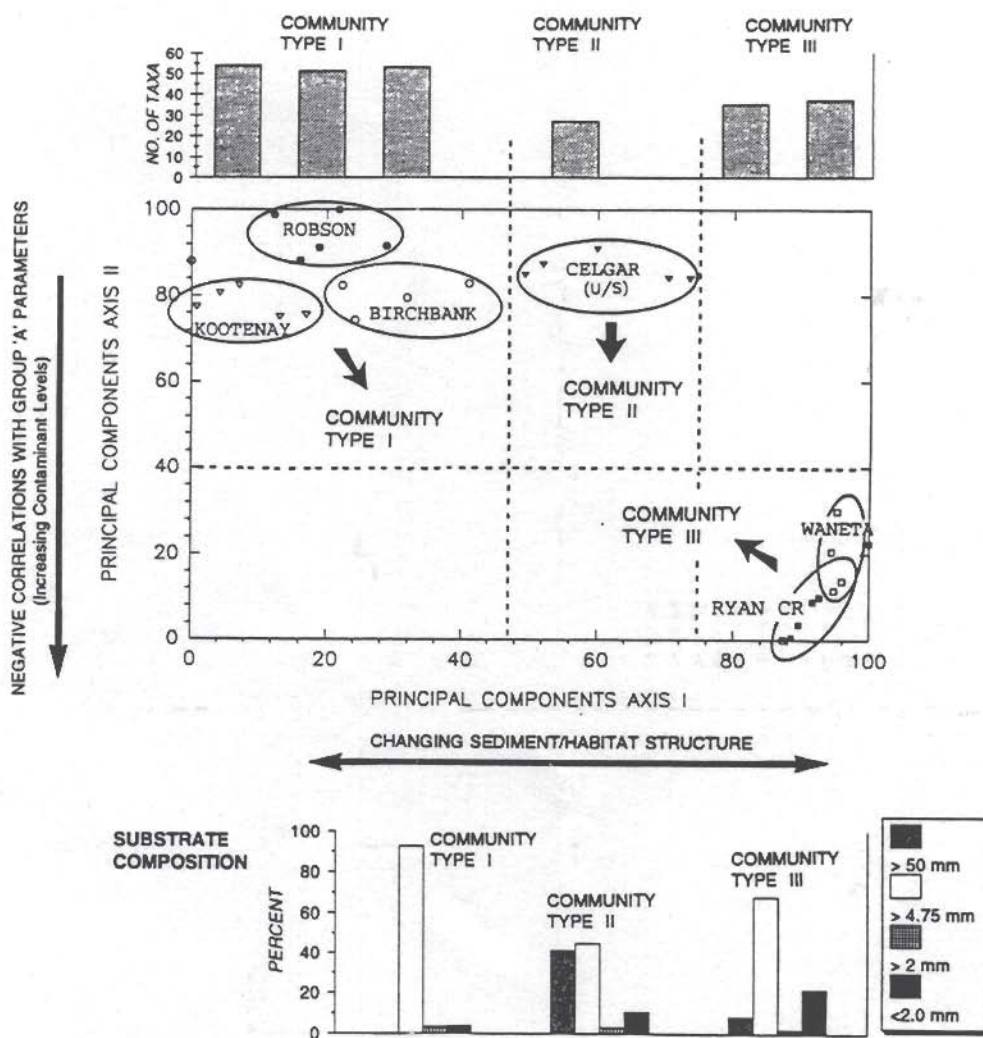 COMMUNITY
TYPE I
COMMUNITY
TYPE II
COMMUNITY
TYPE III
NO. OF TAXA
60
50
40
30
20
10
0
NEGATIVE CORRELATIONS WITH GROUP 'A' PARAMETERS
(Increasing Contaminant Levels)
PRINCIPAL COMPONENTS AXIS II
100
80
60
40
20
0
ROBSON
KOOTENAY
BIRCHBANK
CELGAR
(U/S)
COMMUNITY
TYPE I
COMMUNITY
TYPE II
COMMUNITY
TYPE III
WANETA
RYAN CR
0
20
40
60
80
100
PRINCIPAL COMPONENTS AXIS I
CHANGING SEDIMENT/HABITAT STRUCTURE
SUBSTRATE
COMPOSITION
PERCENT
100
80
60
40
20
0
COMMUNITY
TYPE I
COMMUNITY
TYPE II
COMMUNITY
TYPE III
> 50 mm
> 4.75 mm
> 2 mm
<2.0 mm